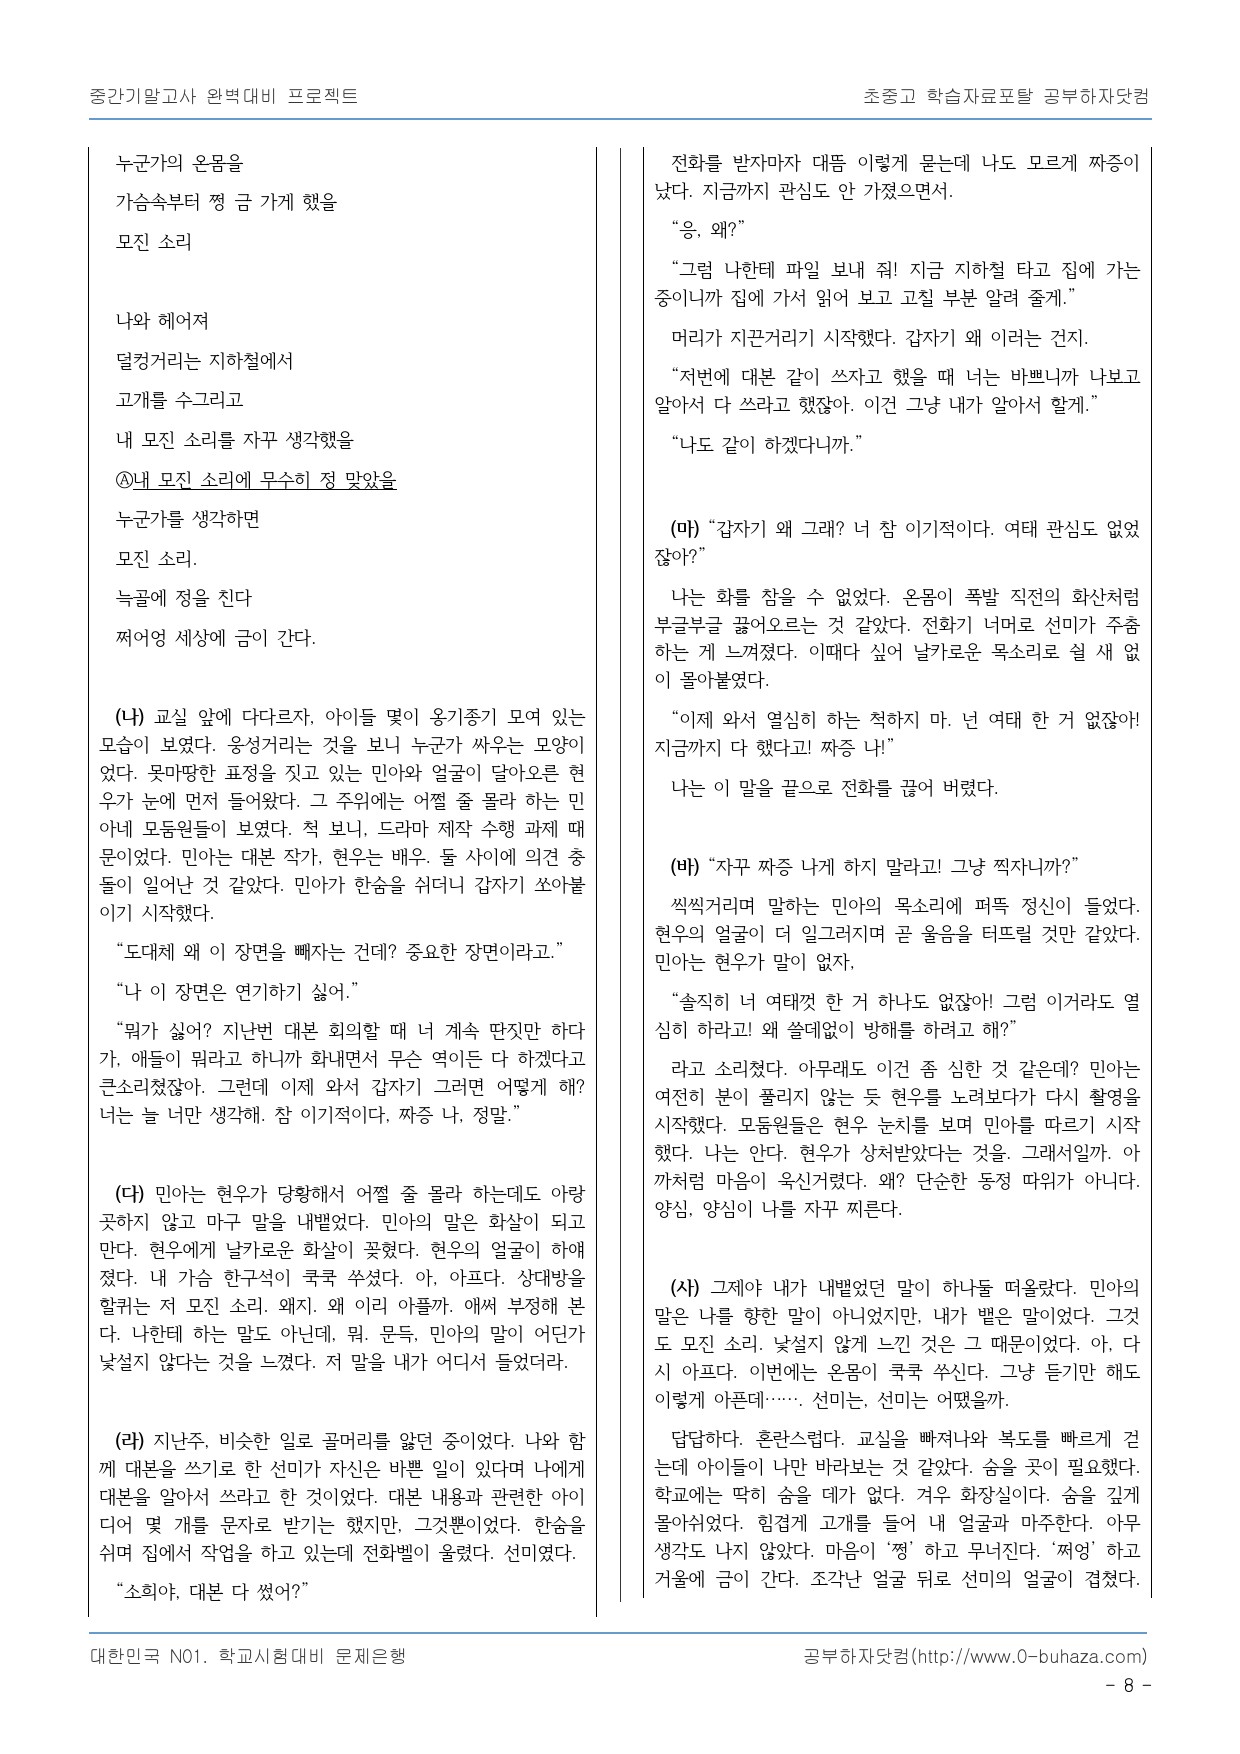 중간기말고사 완벽대비 프로젝트
초중고 학습자료포탈 공부하자닷컴
누군가의 온몸을
가슴속부터 쩡 금 가게 했을
모진 소리
나와 헤어져
덜컹거리는 지하철에서
고개를 수그리고
내 모진 소리를 자꾸 생각했을
Ⓐ내 모진 소리에 무수히 정 맞았을
누군가를 생각하면
모진 소리.
늑골에 정을 친다
쩌어엉 세상에 금이 간다.
(나) 교실 앞에 다다르자, 아이들 몇이 옹기종기 모여 있는
모습이 보였다. 웅성거리는 것을 보니 누군가 싸우는 모양이
었다. 못마땅한 표정을 짓고 있는 민아와 얼굴이 달아오른 현
우가 눈에 먼저 들어왔다. 그 주위에는 어쩔 줄 몰라 하는 민
아네 모둠원들이 보였다. 척 보니, 드라마 제작 수행 과제 때
문이었다. 민아는 대본 작가, 현우는 배우. 둘 사이에 의견 충
돌이 일어난 것 같았다. 민아가 한숨을 쉬더니 갑자기 쏘아붙
이기 시작했다.
“도대체 왜 이 장면을 빼자는 건데? 중요한 장면이라고.”
“나 이 장면은 연기하기 싫어.”
“뭐가 싫어? 지난번 대본 회의할 때 너 계속 딴짓만 하다
가, 애들이 뭐라고 하니까 화내면서 무슨 역이든 다 하겠다고
큰소리쳤잖아. 그런데 이제 와서 갑자기 그러면 어떻게 해?
너는 늘 너만 생각해. 참 이기적이다, 짜증 나, 정말.”
(다) 민아는 현우가 당황해서 어쩔 줄 몰라 하는데도 아랑
곳하지 않고 마구 말을 내뱉었다. 민아의 말은 화살이 되고
만다. 현우에게 날카로운 화살이 꽂혔다. 현우의 얼굴이 하얘
졌다. 내 가슴 한구석이 쿡쿡 쑤셨다. 아, 아프다. 상대방을
할퀴는 저 모진 소리. 왜지. 왜 이리 아플까. 애써 부정해 본
다. 나한테 하는 말도 아닌데, 뭐. 문득, 민아의 말이 어딘가
낯설지 않다는 것을 느꼈다. 저 말을 내가 어디서 들었더라.
(라) 지난주, 비슷한 일로 골머리를 앓던 중이었다. 나와 함
께 대본을 쓰기로 한 선미가 자신은 바쁜 일이 있다며 나에게
대본을 알아서 쓰라고 한 것이었다. 대본 내용과 관련한 아이
디어 몇 개를 문자로 받기는 했지만, 그것뿐이었다. 한숨을
쉬며 집에서 작업을 하고 있는데 전화벨이 울렸다. 선미였다.
“소희야, 대본 다 썼어?”
전화를 받자마자 대뜸 이렇게 묻는데 나도 모르게 짜증이
났다. 지금까지 관심도 안 가졌으면서.
“응, 왜?”
“그럼 나한테 파일 보내 줘! 지금 지하철 타고 집에 가는
중이니까 집에 가서 읽어 보고 고칠 부분 알려 줄게.”
머리가 지끈거리기 시작했다. 갑자기 왜 이러는 건지.
“저번에 대본 같이 쓰자고 했을 때 너는 바쁘니까 나보고
알아서 다 쓰라고 했잖아. 이건 그냥 내가 알아서 할게.”
“나도 같이 하겠다니까.”
(마) “갑자기 왜 그래? 너 참 이기적이다. 여태 관심도 없었
잖아?”
나는 화를 참을 수 없었다. 온몸이 폭발 직전의 화산처럼
부글부글 끓어오르는 것 같았다. 전화기 너머로 선미가 주춤
하는 게 느껴졌다. 이때다 싶어 날카로운 목소리로 쉴 새 없
이 몰아붙였다.
“이제 와서 열심히 하는 척하지 마. 넌 여태 한 거 없잖아!
지금까지 다 했다고! 짜증 나!”
나는 이 말을 끝으로 전화를 끊어 버렸다.
(바) “자꾸 짜증 나게 하지 말라고! 그냥 찍자니까?”
씩씩거리며 말하는 민아의 목소리에 퍼뜩 정신이 들었다.
현우의 얼굴이 더 일그러지며 곧 울음을 터뜨릴 것만 같았다.
민아는 현우가 말이 없자,
“솔직히 너 여태껏 한 거 하나도 없잖아! 그럼 이거라도 열
심히 하라고! 왜 쓸데없이 방해를 하려고 해?”
라고 소리쳤다. 아무래도 이건 좀 심한 것 같은데? 민아는
여전히 분이 풀리지 않는 듯 현우를 노려보다가 다시 촬영을
시작했다. 모둠원들은 현우 눈치를 보며 민아를 따르기 시작
했다. 나는 안다. 현우가 상처받았다는 것을. 그래서일까. 아
까처럼 마음이 욱신거렸다. 왜? 단순한 동정 따위가 아니다.
양심, 양심이 나를 자꾸 찌른다.
(사) 그제야 내가 내뱉었던 말이 하나둘 떠올랐다. 민아의
말은 나를 향한 말이 아니었지만, 내가 뱉은 말이었다. 그것
도 모진 소리. 낯설지 않게 느낀 것은 그 때문이었다. 아, 다
시 아프다. 이번에는 온몸이 쿡쿡 쑤신다. 그냥 듣기만 해도
이렇게 아픈데……. 선미는, 선미는 어땠을까.
답답하다. 혼란스럽다. 교실을 빠져나와 복도를 빠르게 걷
는데 아이들이 나만 바라보는 것 같았다. 숨을 곳이 필요했다.
학교에는 딱히 숨을 데가 없다. 겨우 화장실이다. 숨을 깊게
몰아쉬었다. 힘겹게 고개를 들어 내 얼굴과 마주한다. 아무
생각도 나지 않았다. 마음이 ‘쩡’ 하고 무너진다. ‘쩌엉’ 하고
거울에 금이 간다. 조각난 얼굴 뒤로 선미의 얼굴이 겹쳤다.
대한민국 N01. 학교시험대비 문제은행
공부하자닷컴(http://www.0-buhaza.com)
- 8 -